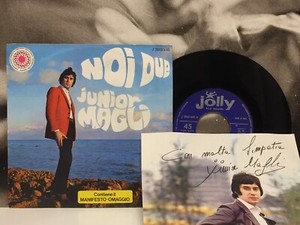 NOI DUE
JUNIOR
MAGLI
Contiene il
MANIFESTO-OMAGGIO
Jolly
45
Con molta simpatia
Junior Magli